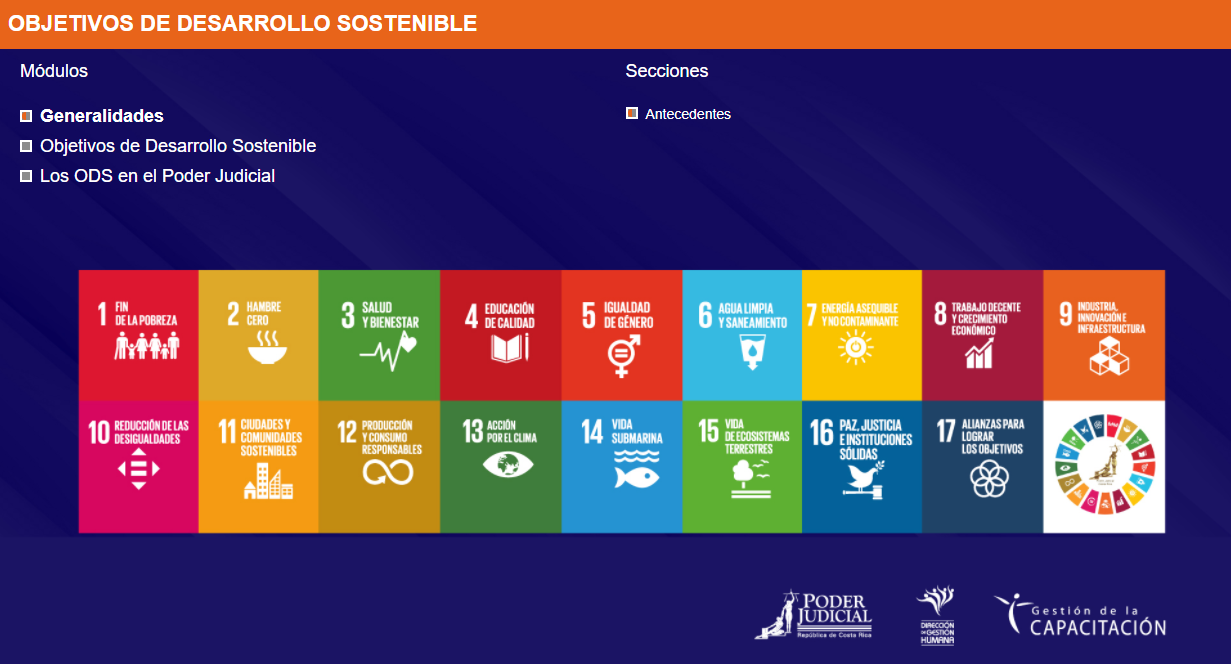 OBJETIVOS DE DESARROLLO SOSTENIBLE
Módulos
Generalidades
Objetivos de Desarrollo Sostenible
Los ODS en el Poder Judicial
Secciones
Antecedentes
1 FIN
DE LA POBREZA
2 HAMBRE
CERO
3 SALUD
Y BIENESTAR
4 EDUCACIÓN
DE CALIDAD
5 IGUALDAD
DE GÉNERO
6 AGUA LIMPIA
Y SANEAMIENTO
7 ENERGÍA ASEQUIBLE
Y NO CONTAMINANTE
8 TRABAJO DECENTE
Y CRECIMIENTO
ECONÓMICO
9 INDUSTRIA,
INNOVACIÓN E
INFRAESTRUCTURA
10 REDUCCIÓN DE LAS
DESIGUALDADES
11 CIUDADES Y
COMUNIDADES
SOSTENIBLES
12 PRODUCCIÓN
Y CONSUMO
RESPONSABLES
13 ACCIÓN
POR EL CLIMA
14 VIDA
SUBMARINA
15 VIDA
DE ECOSISTEMAS
TERRESTRES
16 PAZ, JUSTICIA
E INSTITUCIONES
SÓLIDAS
17 ALIANZAS PARA
LOGRAR
LOS OBJETIVOS
PODER
JUDICIAL
República de Costa Rica
DIRECCIÓN
DE GESTIÓN
HUMANA
Gestión de la
CAPACITACIÓN